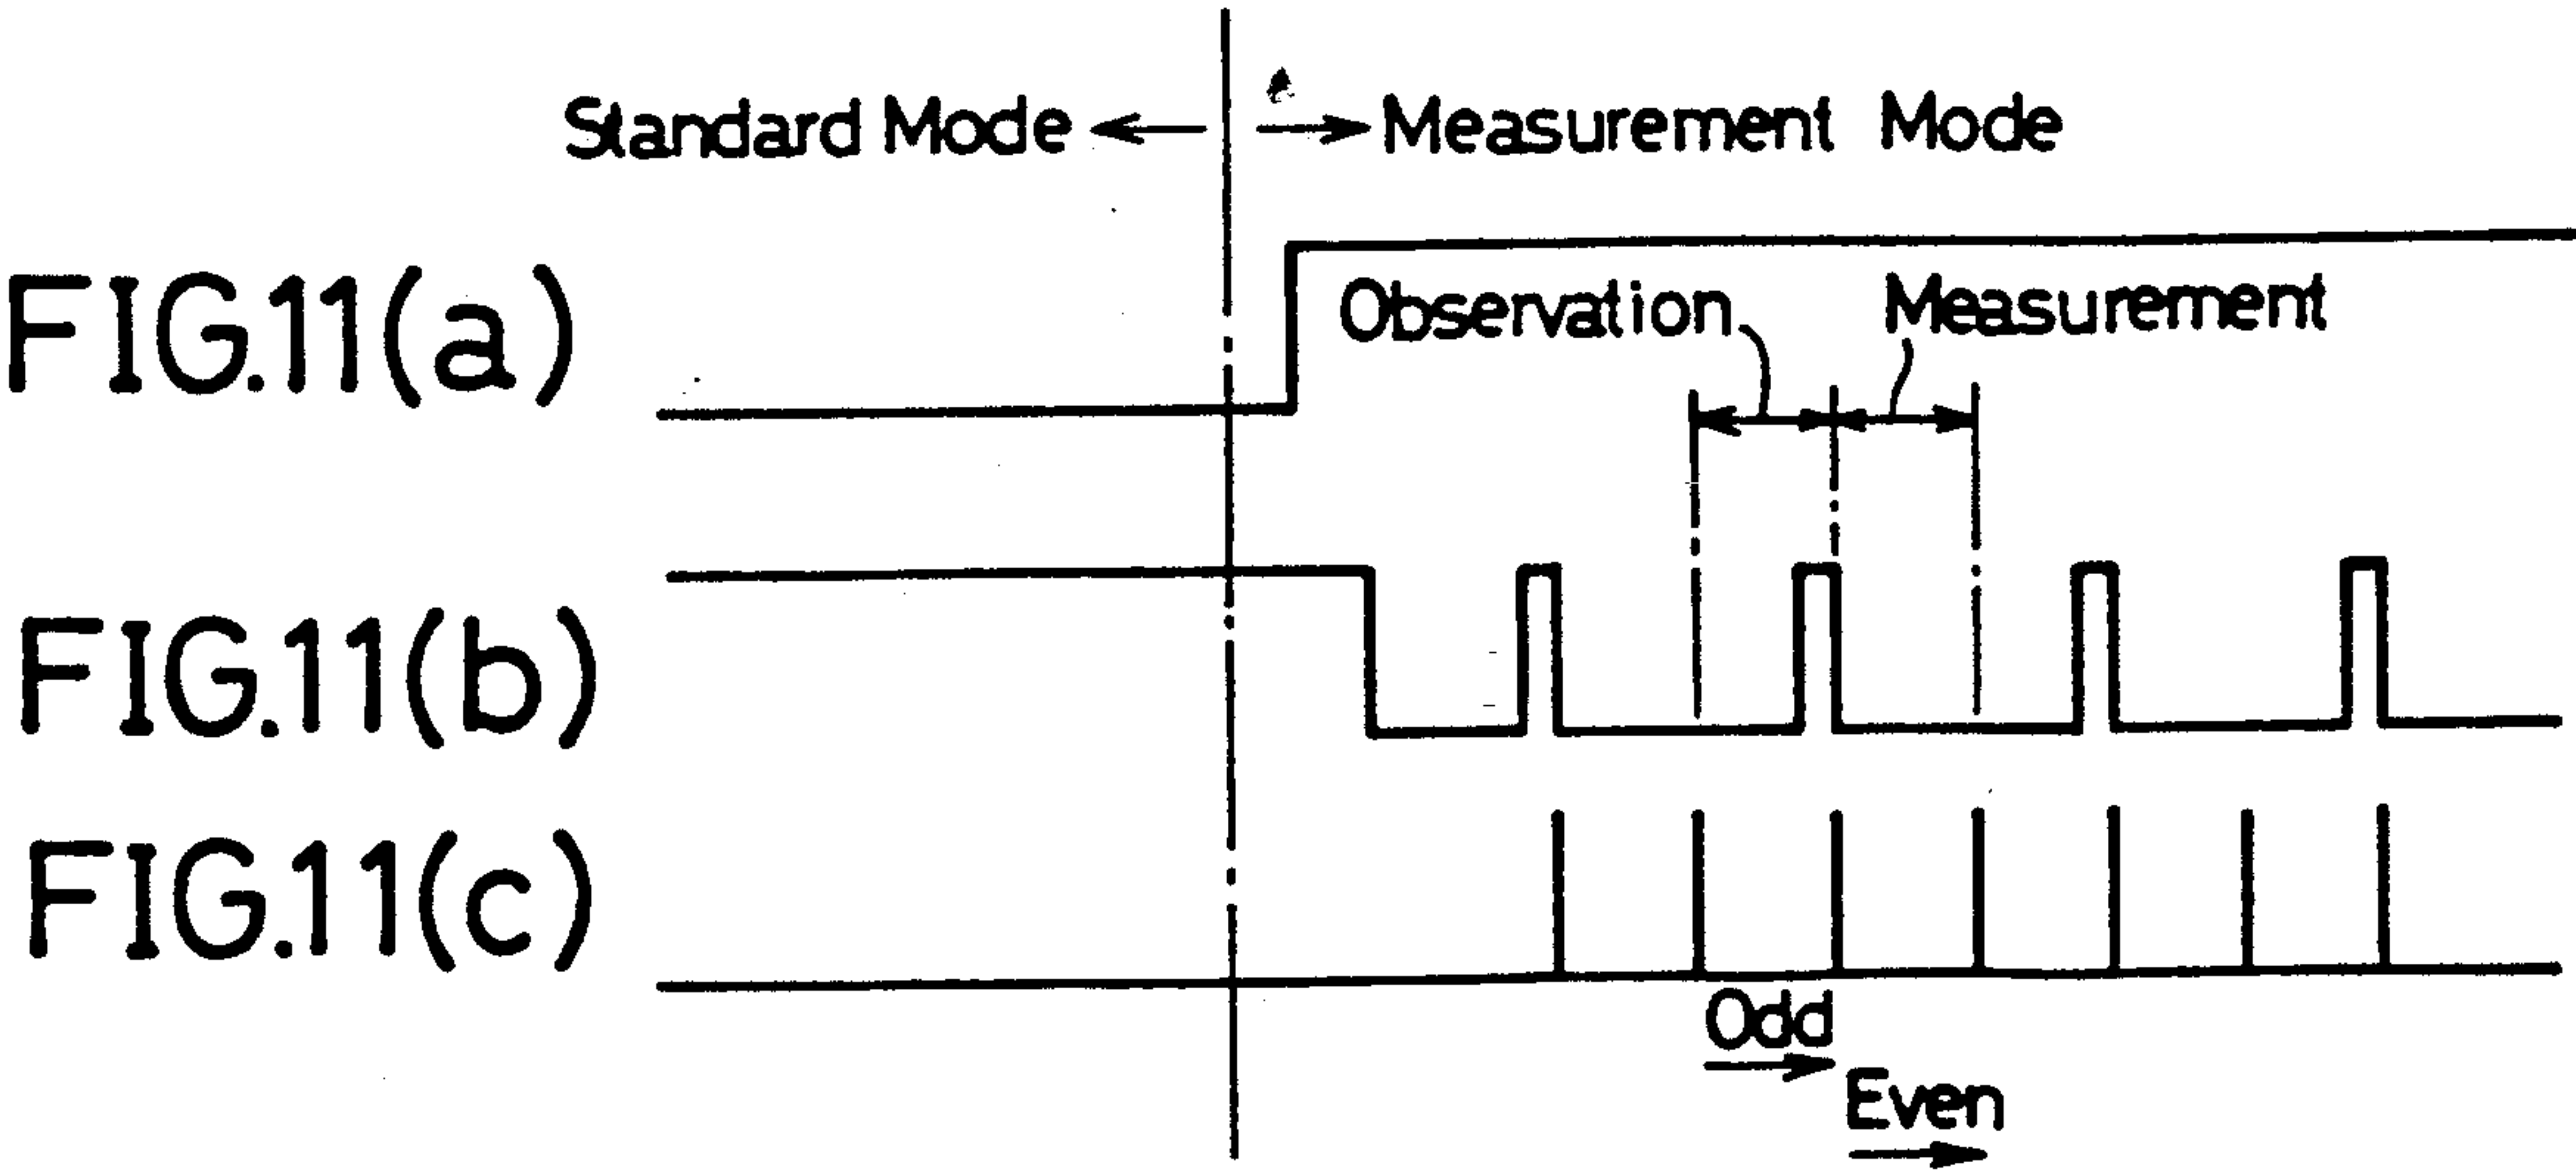 Standard Mode Measurement Mode
FIG.11(a)
Observation Measurement
FIG.11(b)
FIG.11(c)
Odd
Even